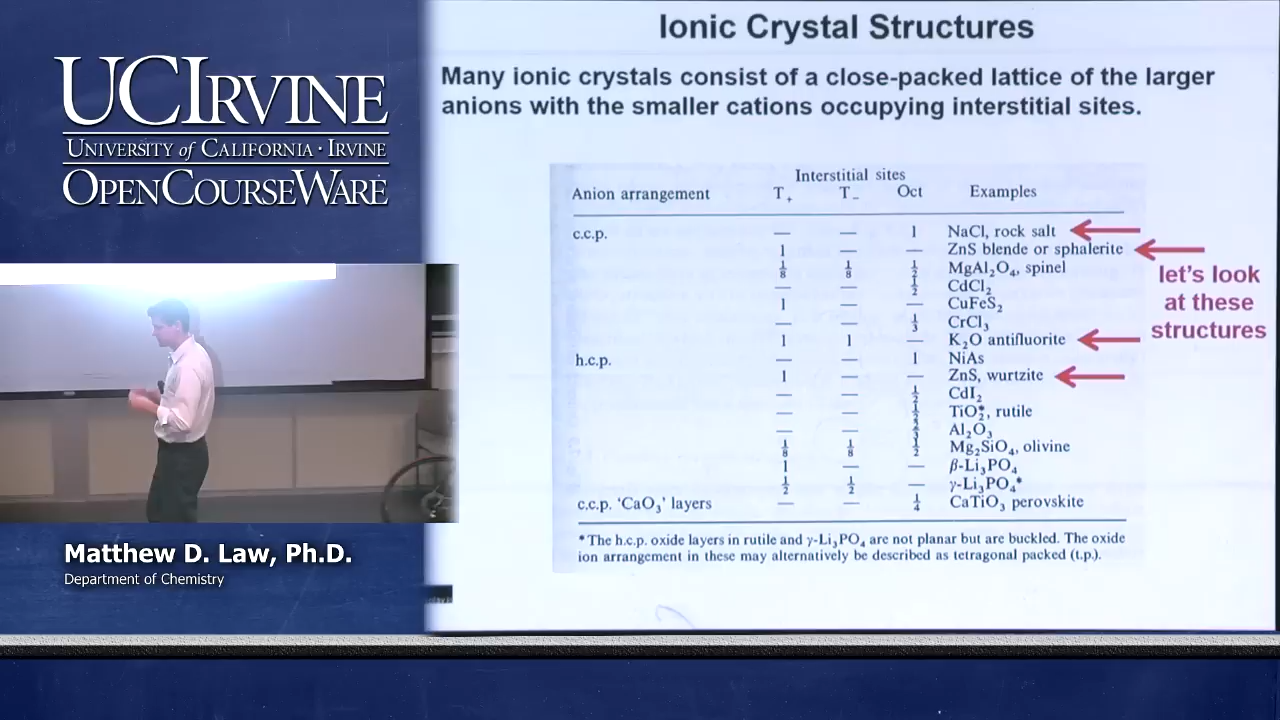 UCIRVINE
UNIVERSITY of CALIFORNIA · IRVINE
OPENCOURSEWARE
Matthew D. Law, Ph.D.
Department of Chemistry
Ionic Crystal Structures
Many ionic crystals consist of a close-packed lattice of the larger
anions with the smaller cations occupying interstitial sites.
Interstitial sites
Anion arrangement T₊ T₋ Oct Examples
c.c.p. — — 1 NaCl, rock salt
1 — — ZnS blende or sphalerite
1/8 1/8 1/2 MgAl₂O₄, spinel
— — 1/2 CdCl₂
1 — — CuFeS₂
— — 1/3 CrCl₃
1 1 — K₂O antifluorite
h.c.p. — — 1 NiAs
1 — — ZnS, wurtzite
— — 1/2 CdI₂
— — 1/2 TiO₂*, rutile
— — 2/3 Al₂O₃
1/8 1/8 1/2 Mg₂SiO₄, olivine
1 — — β-Li₃PO₄
1/2 1/2 — γ-Li₃PO₄*
c.c.p. ‘CaO₃’ layers — — 1/4 CaTiO₃ perovskite
* The h.c.p. oxide layers in rutile and γ-Li₃PO₄ are not planar but are buckled. The oxide
ion arrangement in these may alternatively be described as tetragonal packed (t.p.).
let's look
at these
structures